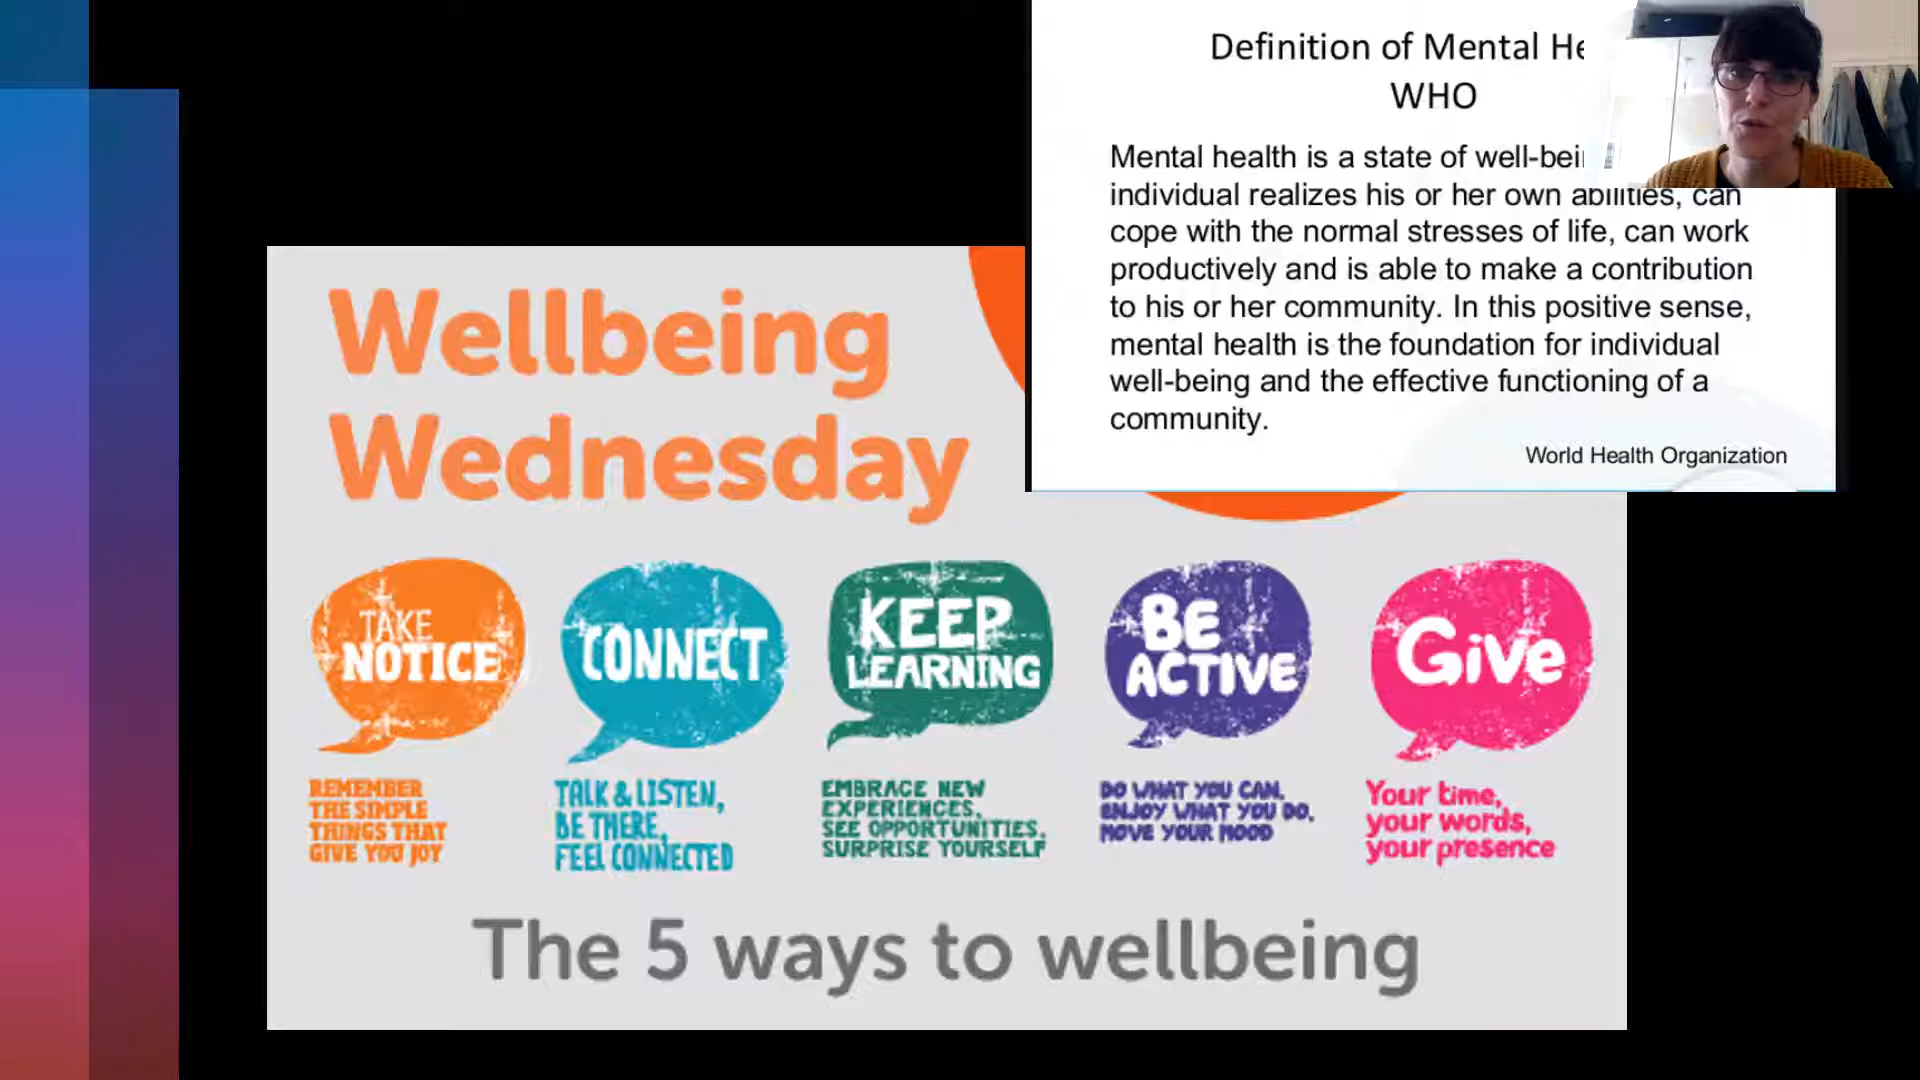 Definition of Mental He
WHO
Mental health is a state of well-bei
individual realizes his or her own abilities, can
cope with the normal stresses of life, can work
productively and is able to make a contribution
to his or her community. In this positive sense,
mental health is the foundation for individual
well-being and the effective functioning of a
community.
World Health Organization
Wellbeing
Wednesday
TAKE
NOTICE
REMEMBER
THE SIMPLE
THINGS THAT
GIVE YOU JOY
CONNECT
TALK & LISTEN,
BE THERE,
FEEL CONNECTED
KEEP
LEARNING
EMBRACE NEW
EXPERIENCES,
SEE OPPORTUNITIES,
SURPRISE YOURSELF
BE
ACTIVE
DO WHAT YOU CAN,
ENJOY WHAT YOU DO,
MOVE YOUR MOOD
Give
Your time,
your words,
your presence
The 5 ways to wellbeing